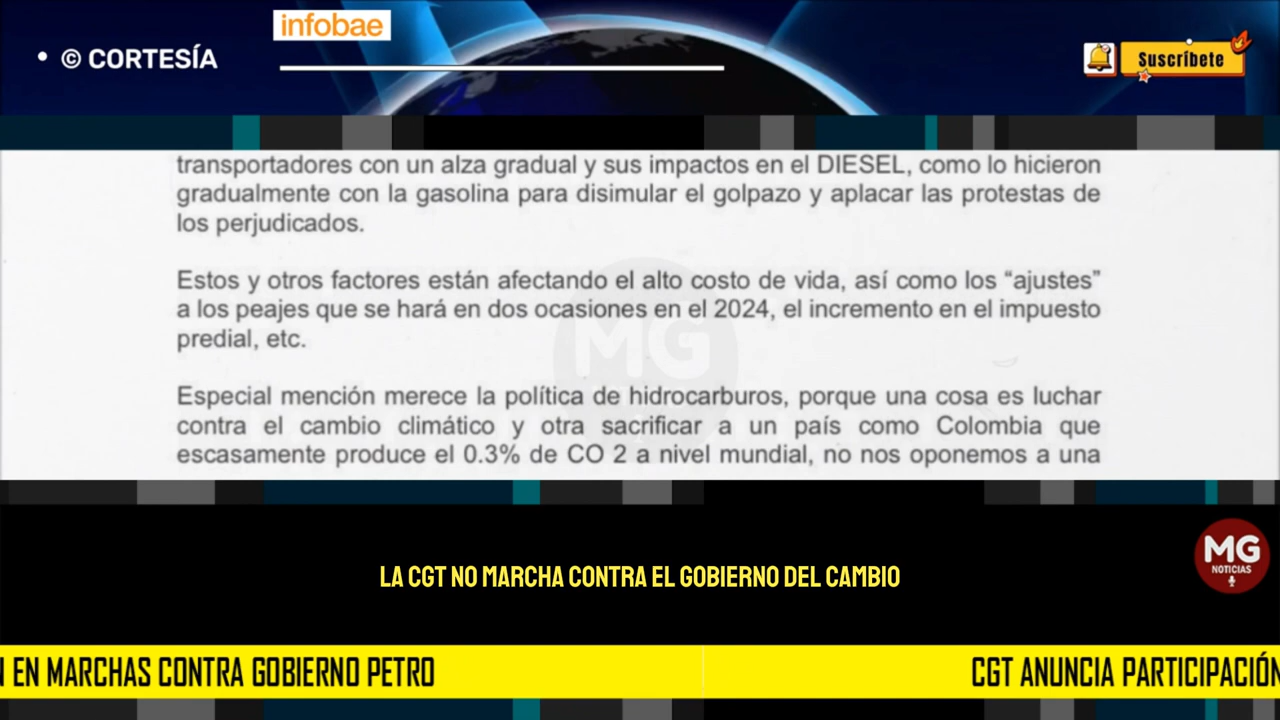 infobae
• © CORTESÍA
Suscríbete
transportadores con un alza gradual y sus impactos en el DIESEL, como lo hicieron
gradualmente con la gasolina para disimular el golpazo y aplacar las protestas de
los perjudicados.
Estos y otros factores están afectando el alto costo de vida, así como los “ajustes”
a los peajes que se hará en dos ocasiones en el 2024, el incremento en el impuesto
predial, etc.
Especial mención merece la política de hidrocarburos, porque una cosa es luchar
contra el cambio climático y otra sacrificar a un país como Colombia que
escasamente produce el 0.3% de CO 2 a nivel mundial, no nos oponemos a una
MG
MG
NOTICIAS
LA CGT NO MARCHA CONTRA EL GOBIERNO DEL CAMBIO
N EN MARCHAS CONTRA GOBIERNO PETRO
CGT ANUNCIA PARTICIPACIÓN